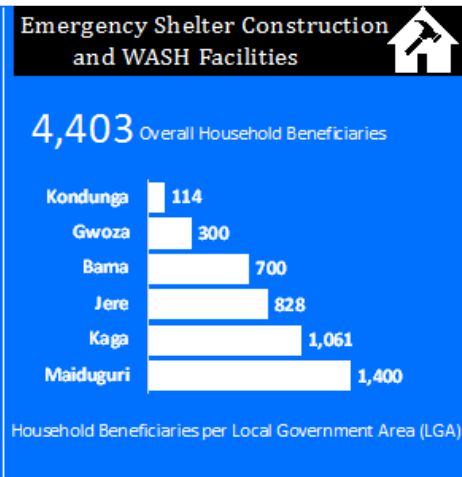 Emergency Shelter Construction
and WASH Facilities
4,403 Overall Household Beneficiaries
Kondunga 114
Gwoza 300
Bama 700
Jere 828
Kaga 1,061
Maiduguri 1,400
Household Beneficiaries per Local Government Area (LGA)